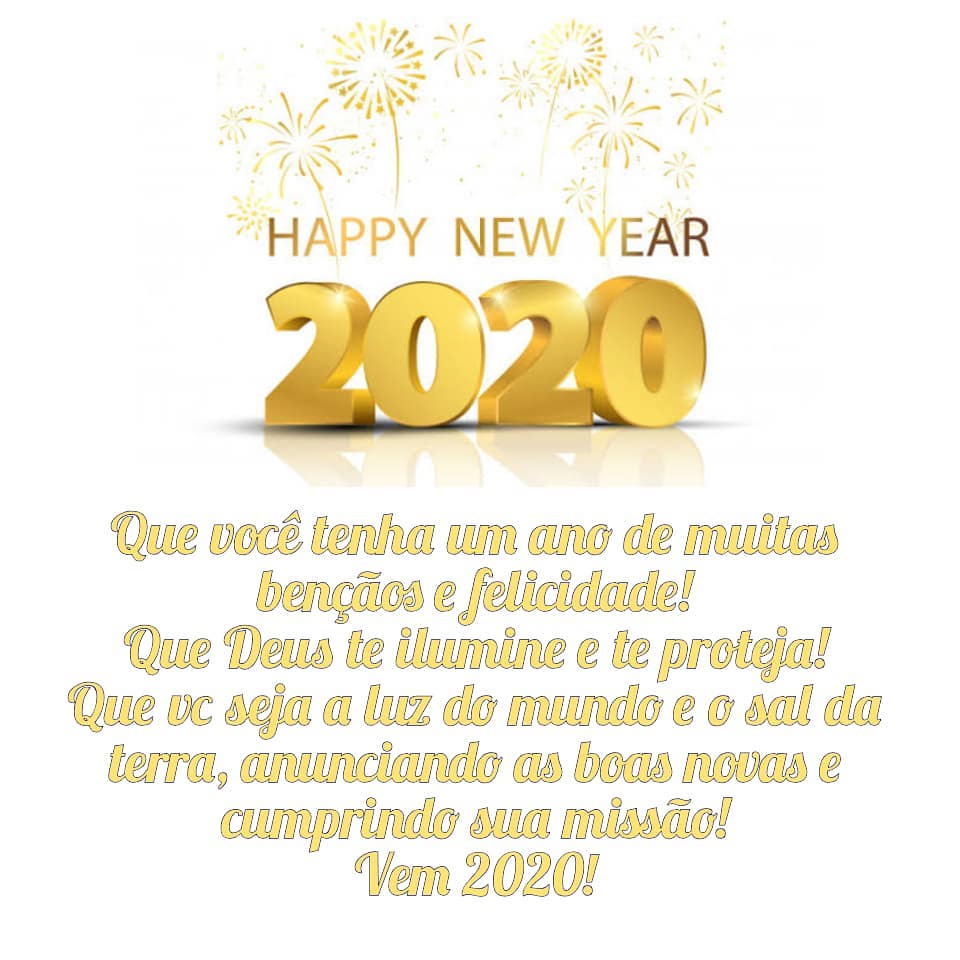 HAPPY NEW YEAR
2020
Que você tenha um ano de muitas
bençãos e felicidade!
Que Deus te ilumine e te proteja!
Que vc seja a luz do mundo e o sal da
terra, anunciando as boas novas e
cumprindo sua missão!
Vem 2020!